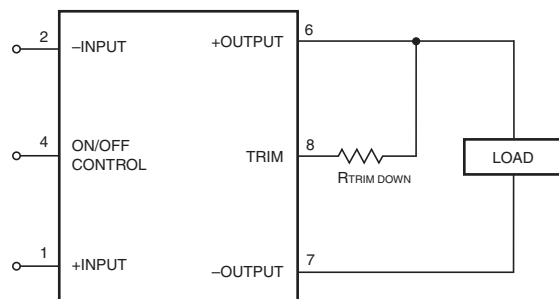 2 –INPUT +OUTPUT 6
4 ON/OFF CONTROL TRIM 8
RTRIM DOWN
LOAD
1 +INPUT –OUTPUT 7